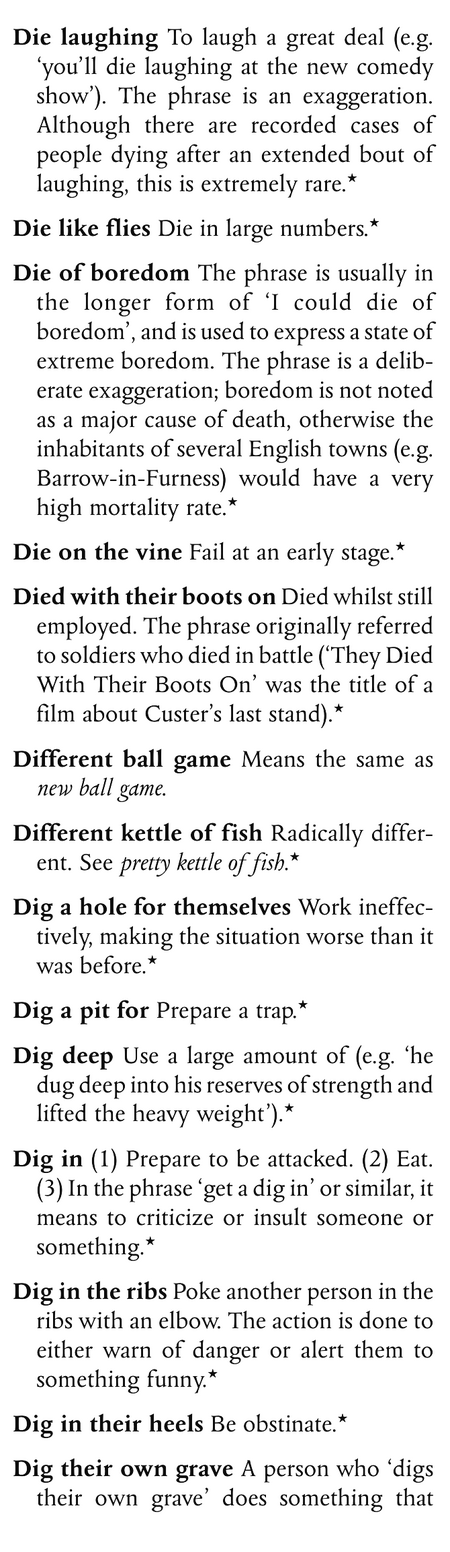 Die laughing To laugh a great deal (e.g.
‘you’ll die laughing at the new comedy
show’). The phrase is an exaggeration.
Although there are recorded cases of
people dying after an extended bout of
laughing, this is extremely rare.★
Die like flies Die in large numbers.★
Die of boredom The phrase is usually in
the longer form of ‘I could die of
boredom’, and is used to express a state of
extreme boredom. The phrase is a delib-
erate exaggeration; boredom is not noted
as a major cause of death, otherwise the
inhabitants of several English towns (e.g.
Barrow-in-Furness) would have a very
high mortality rate.★
Die on the vine Fail at an early stage.★
Died with their boots on Died whilst still
employed. The phrase originally referred
to soldiers who died in battle (‘They Died
With Their Boots On’ was the title of a
film about Custer’s last stand).★
Different ball game Means the same as
new ball game.
Different kettle of fish Radically differ-
ent. See pretty kettle of fish.★
Dig a hole for themselves Work ineffec-
tively, making the situation worse than it
was before.★
Dig a pit for Prepare a trap.★
Dig deep Use a large amount of (e.g. ‘he
dug deep into his reserves of strength and
lifted the heavy weight’).★
Dig in (1) Prepare to be attacked. (2) Eat.
(3) In the phrase ‘get a dig in’ or similar, it
means to criticize or insult someone or
something.★
Dig in the ribs Poke another person in the
ribs with an elbow. The action is done to
either warn of danger or alert them to
something funny.★
Dig in their heels Be obstinate.★
Dig their own grave A person who ‘digs
their own grave’ does something that